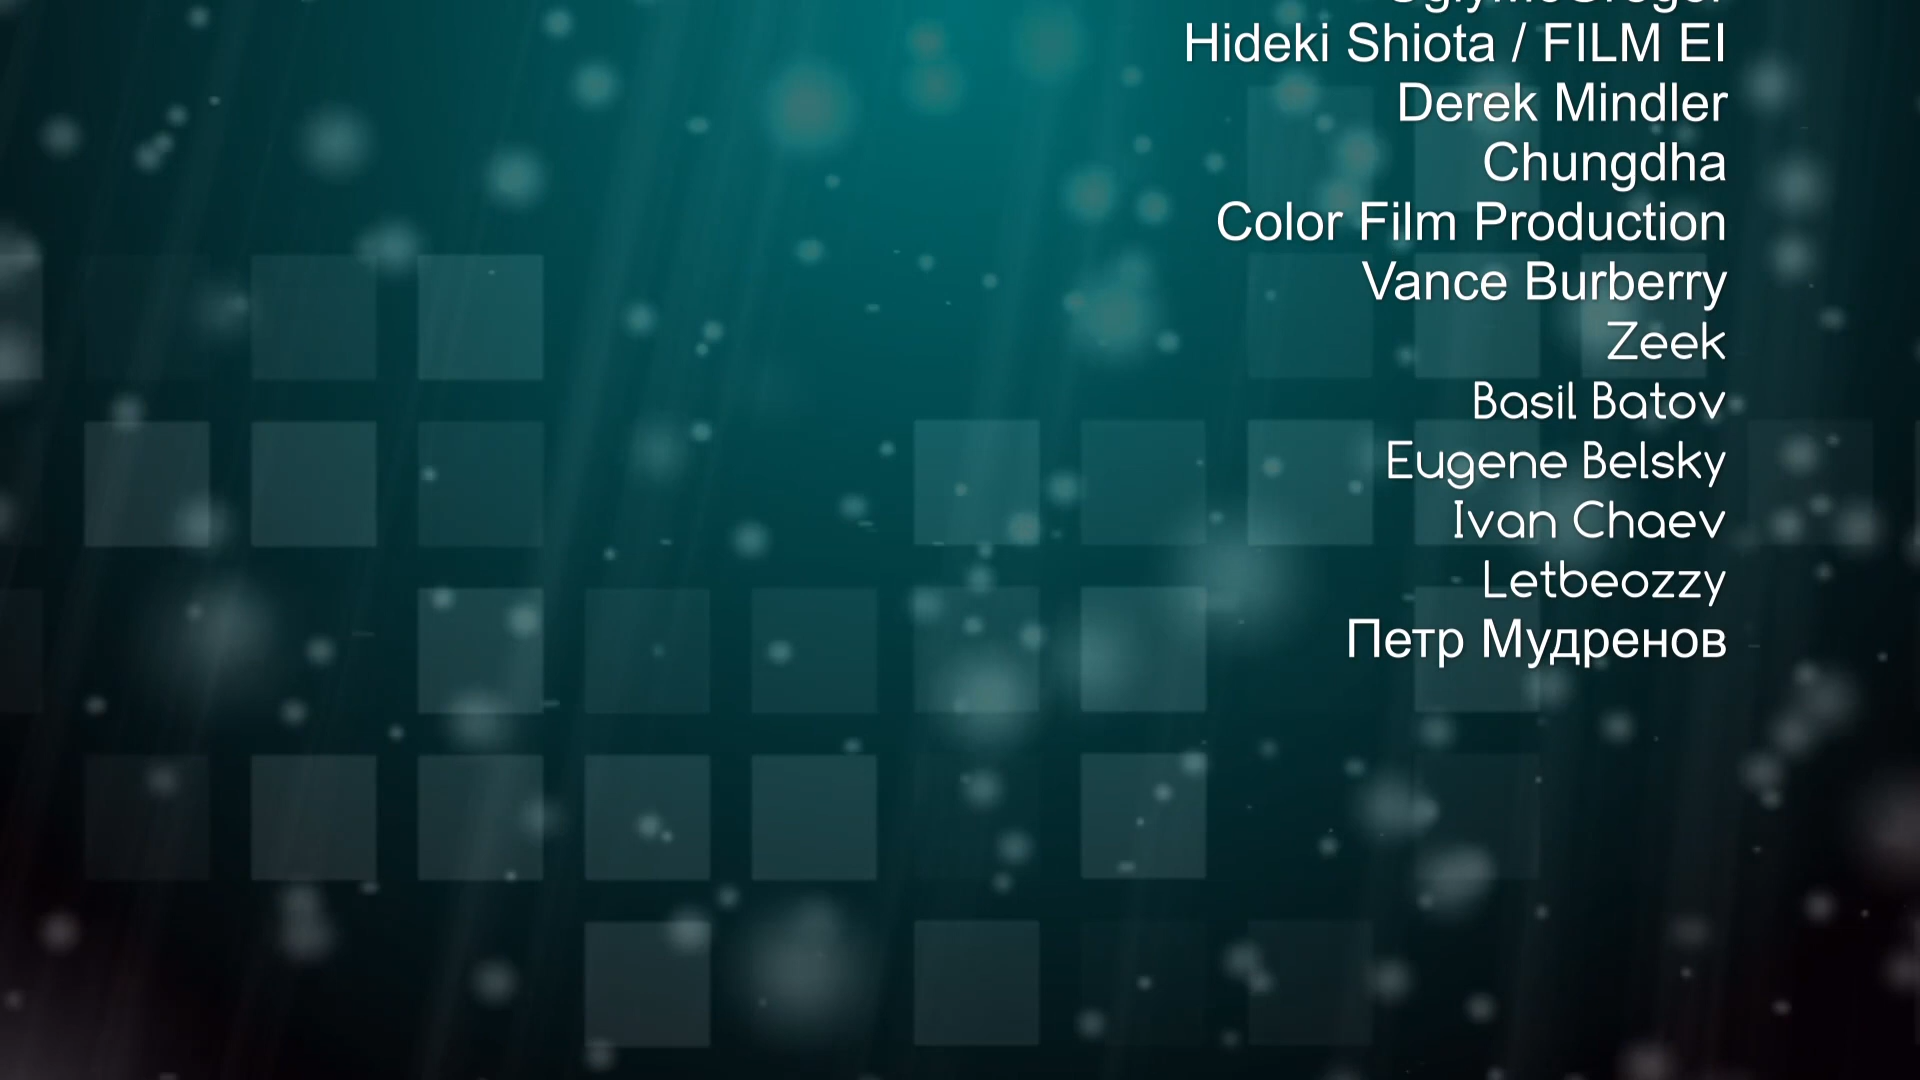 Hideki Shiota / FILM EI
Derek Mindler
Chungdha
Color Film Production
Vance Burberry
Zeek
Basil Batov
Eugene Belsky
Ivan Chaev
Letbeozzy
Петр Мудренов